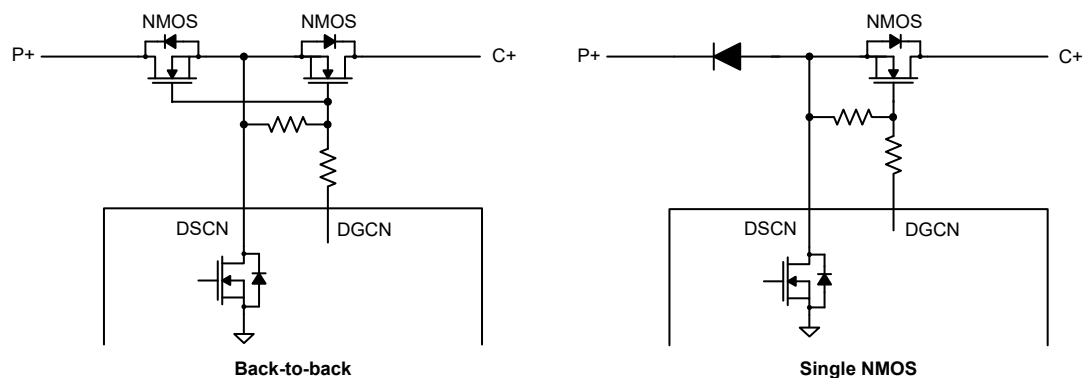 NMOS NMOS
P+ C+
DSCN DGCN
Back-to-back
NMOS
P+ C+
DSCN DGCN
Single NMOS